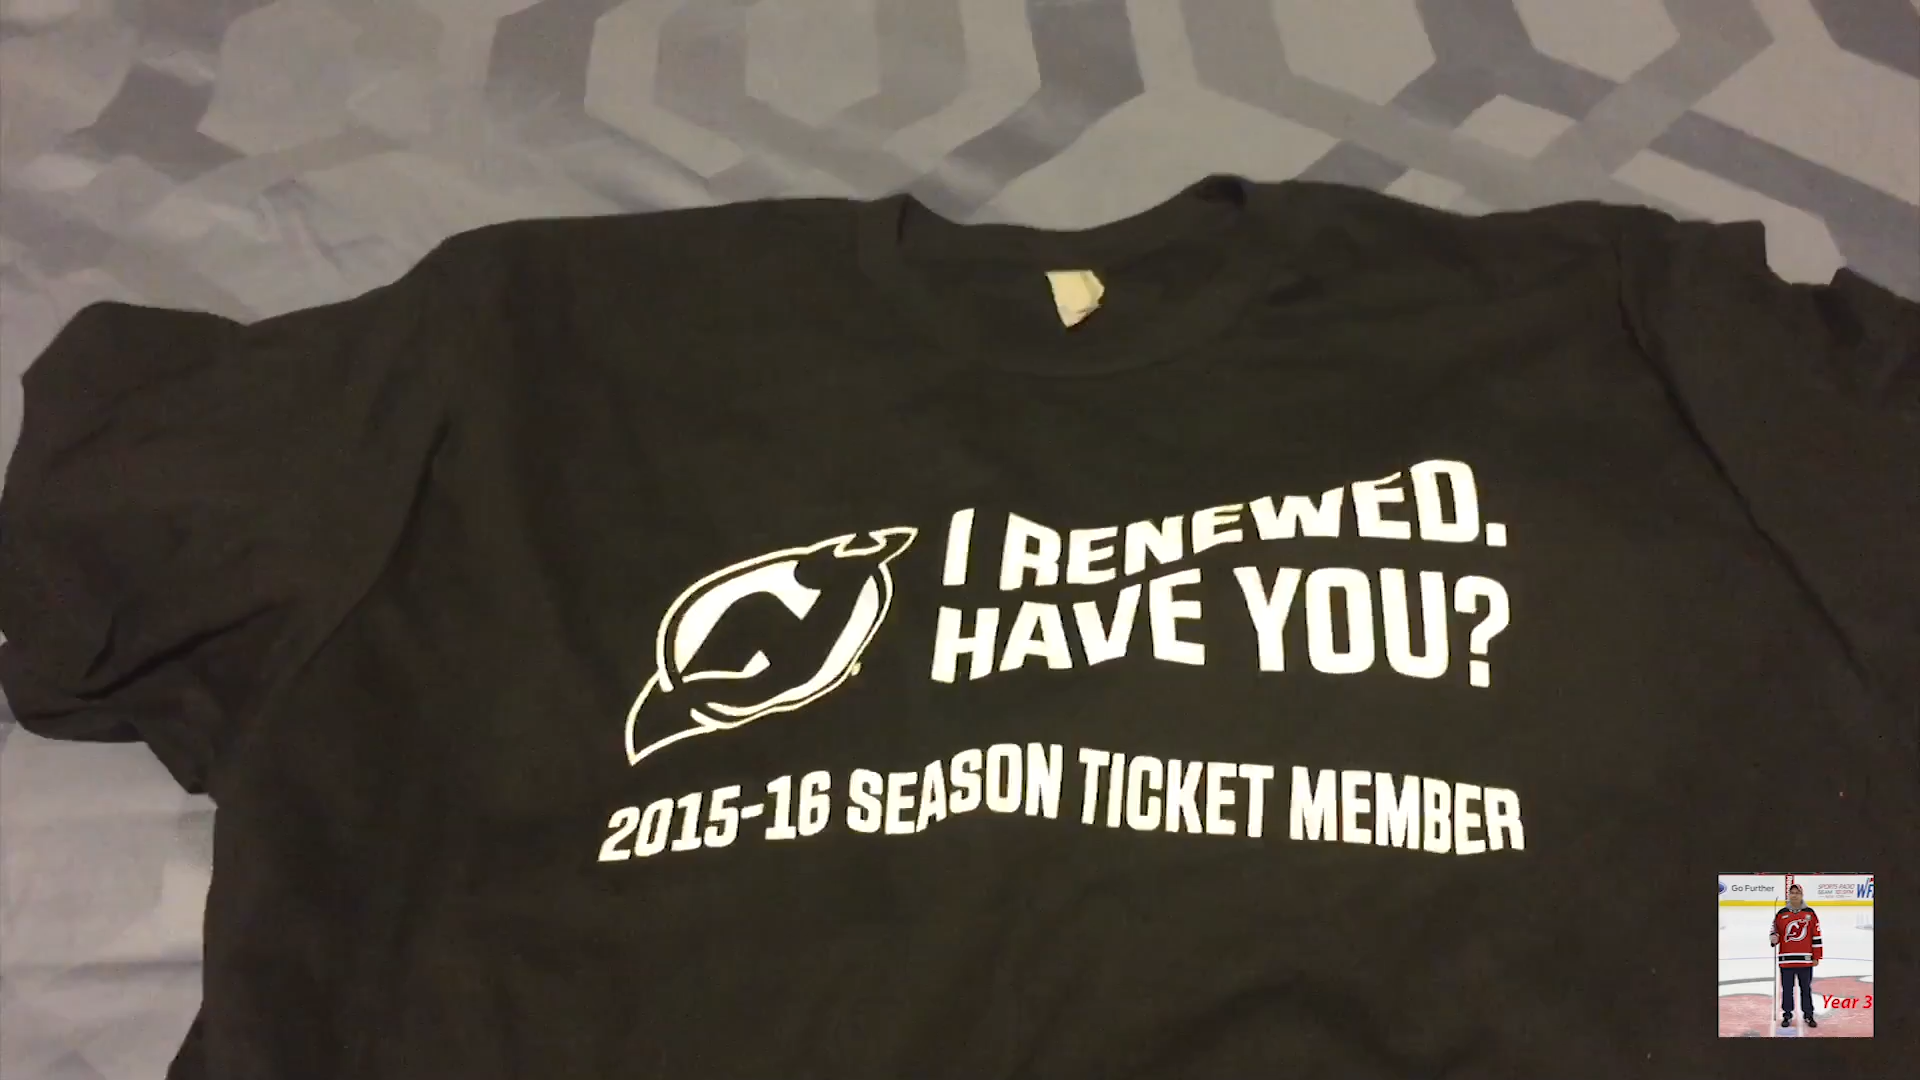 I RENEWED.
HAVE YOU?
2015-16 SEASON TICKET MEMBER
Go Further
Year 3